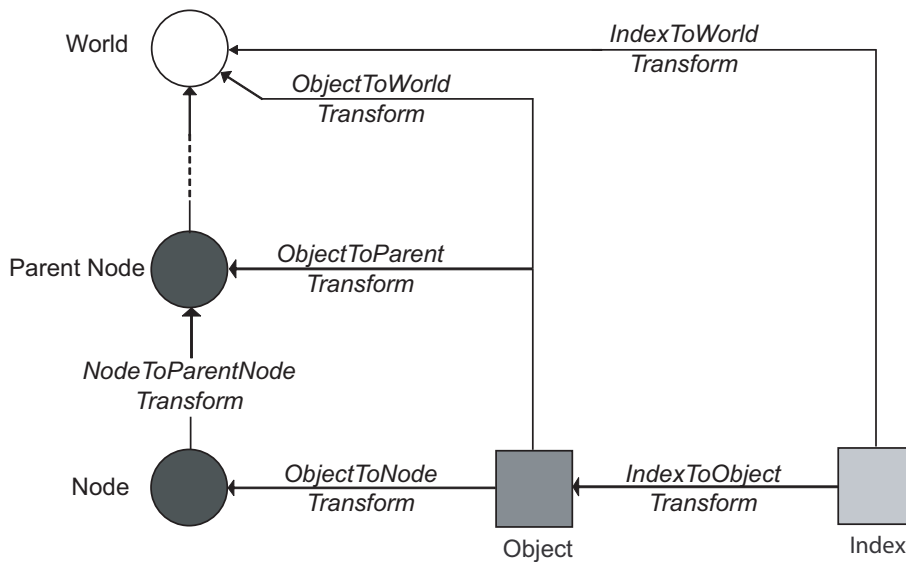 World
IndexToWorld
Transform
ObjectToWorld
Transform
Parent Node
ObjectToParent
Transform
NodeToParentNode
Transform
Node
ObjectToNode
Transform
IndexToObject
Transform
Object
Index